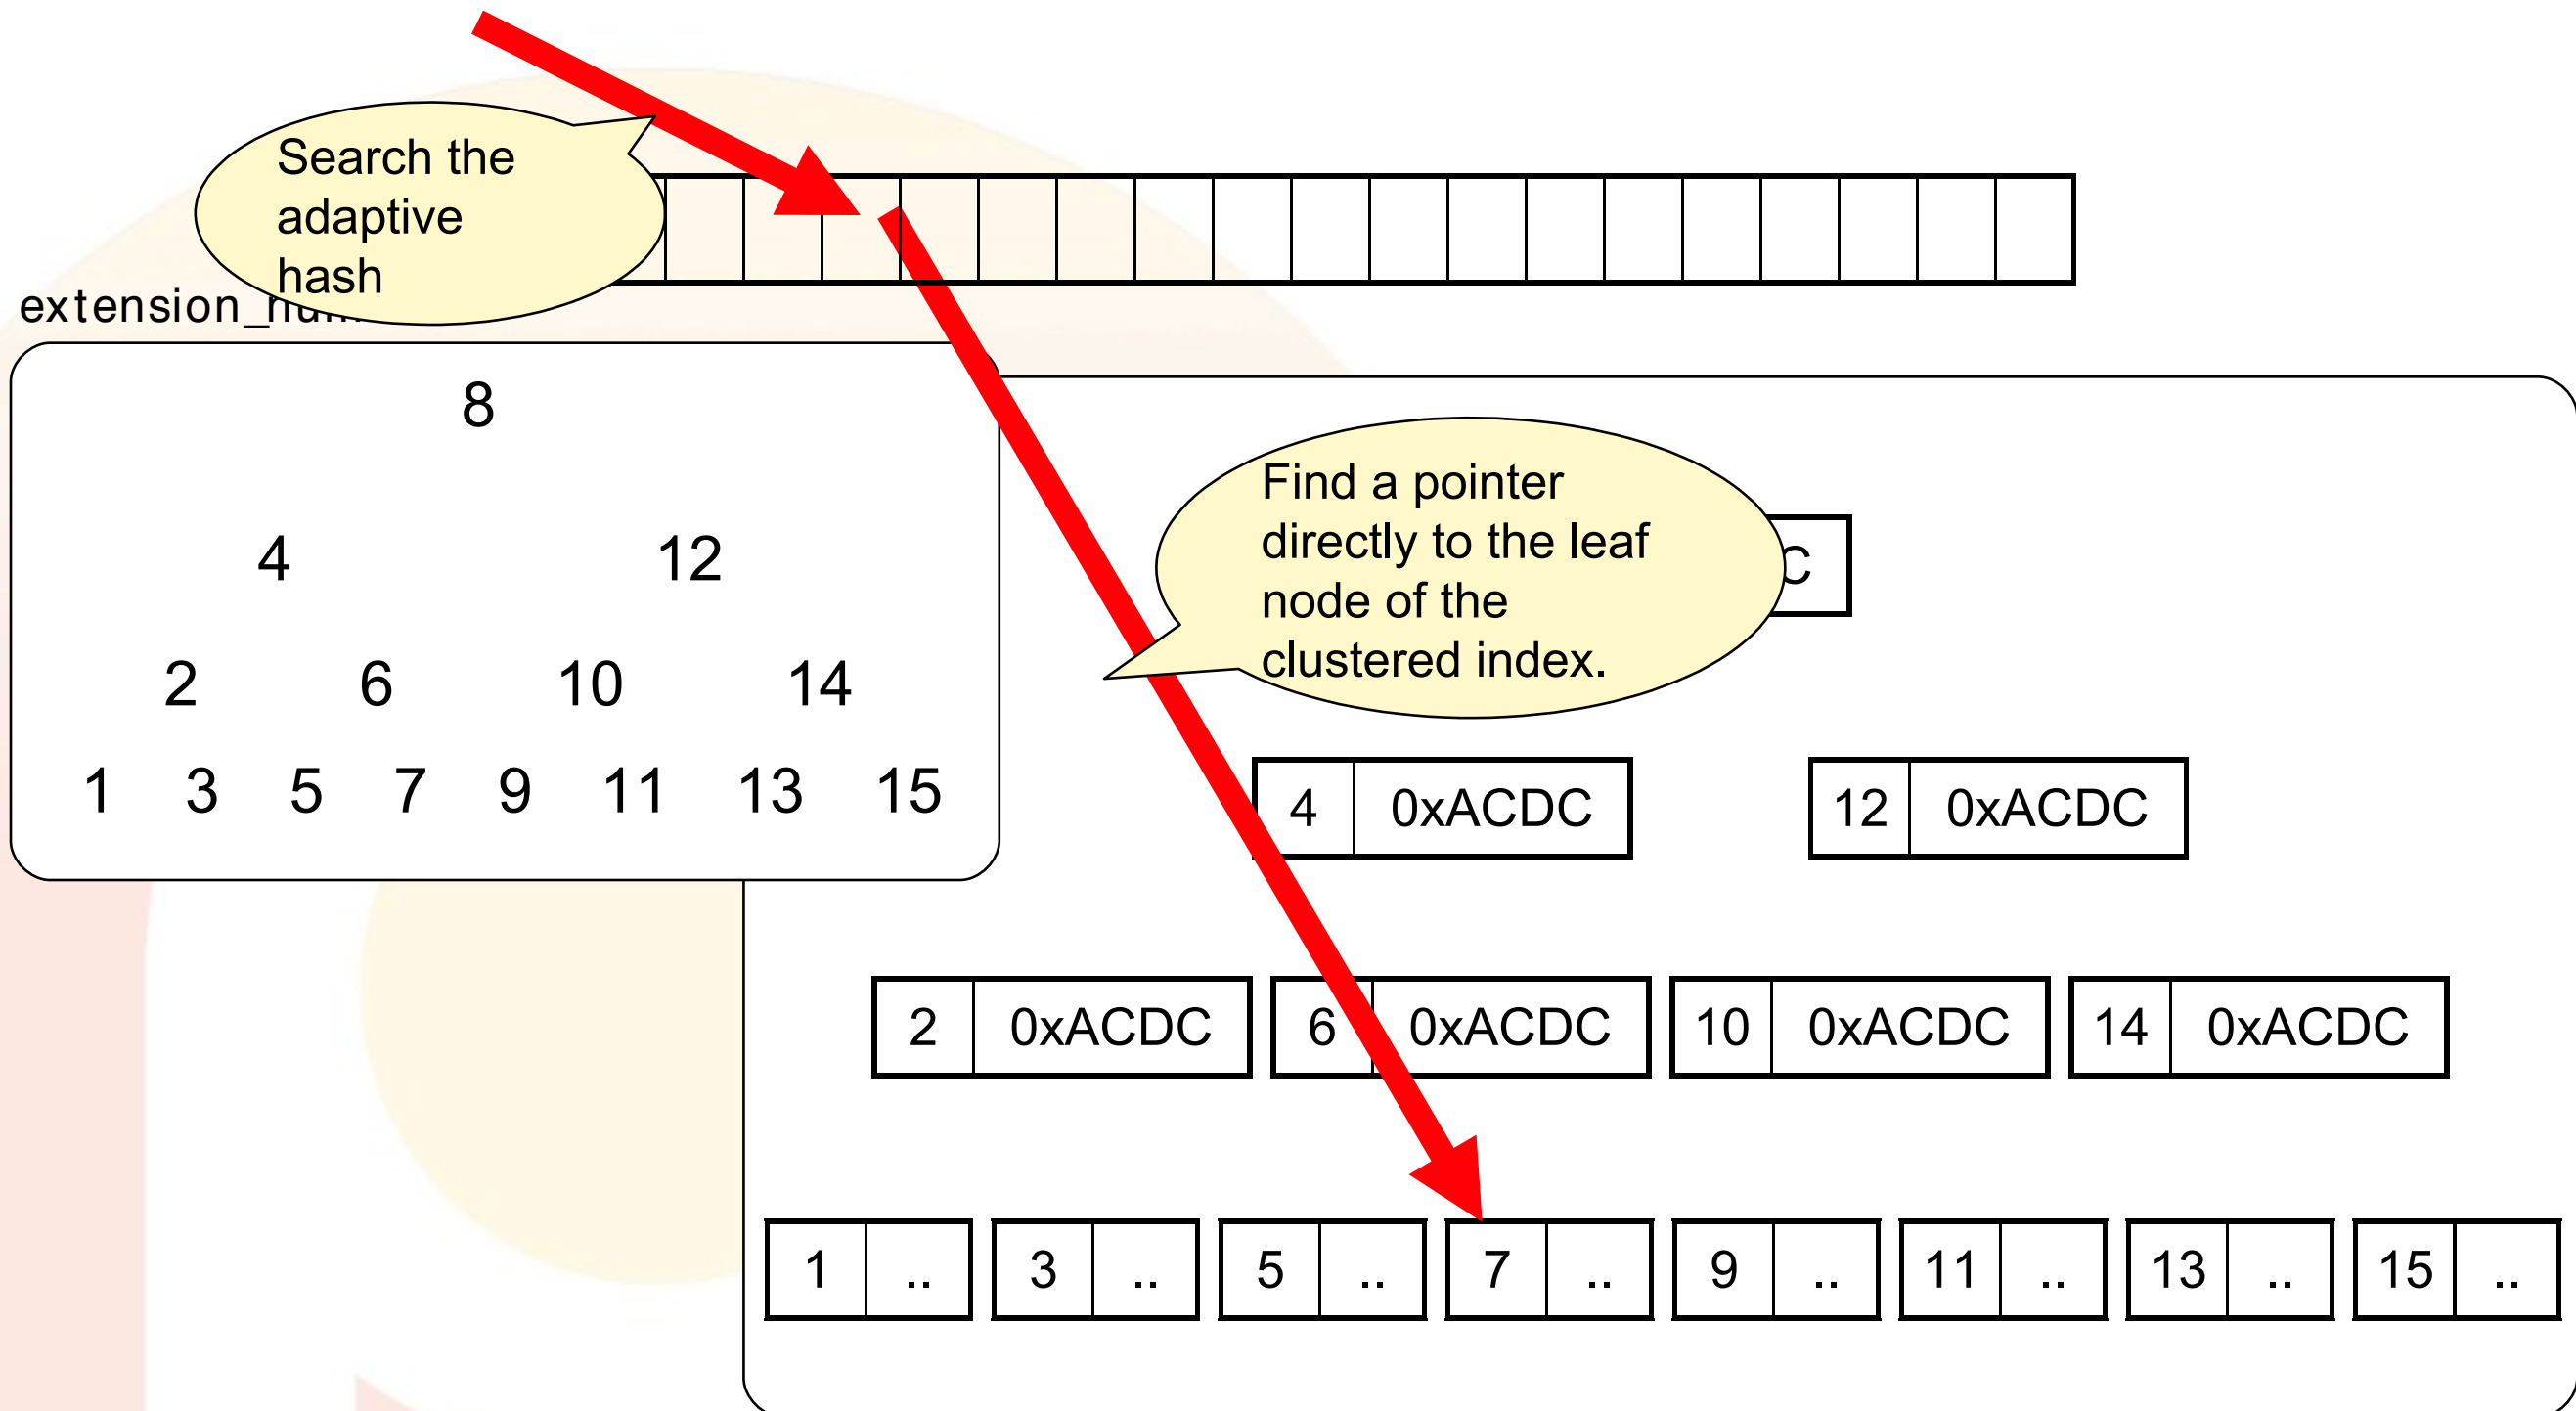 Search the
adaptive
hash
8
4 12
2 6 10 14
1 3 5 7 9 11 13 15
Find a pointer
directly to the leaf
node of the
clustered index.
C
4 0xACDC 12 0xACDC
2 0xACDC 6 0xACDC 10 0xACDC 14 0xACDC
1 .. 3 .. 5 .. 7 .. 9 .. 11 .. 13 .. 15 ..